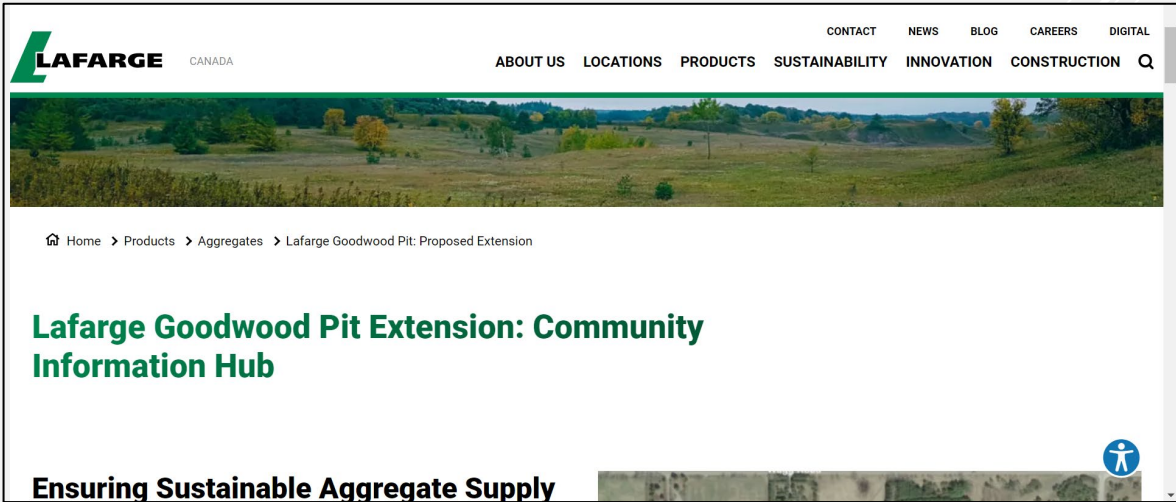 CONTACT NEWS BLOG CAREERS DIGITAL
LAFARGE CANADA ABOUT US LOCATIONS PRODUCTS SUSTAINABILITY INNOVATION CONSTRUCTION
Home > Products > Aggregates > Lafarge Goodwood Pit: Proposed Extension
Lafarge Goodwood Pit Extension: Community
Information Hub
Ensuring Sustainable Aggregate Supply